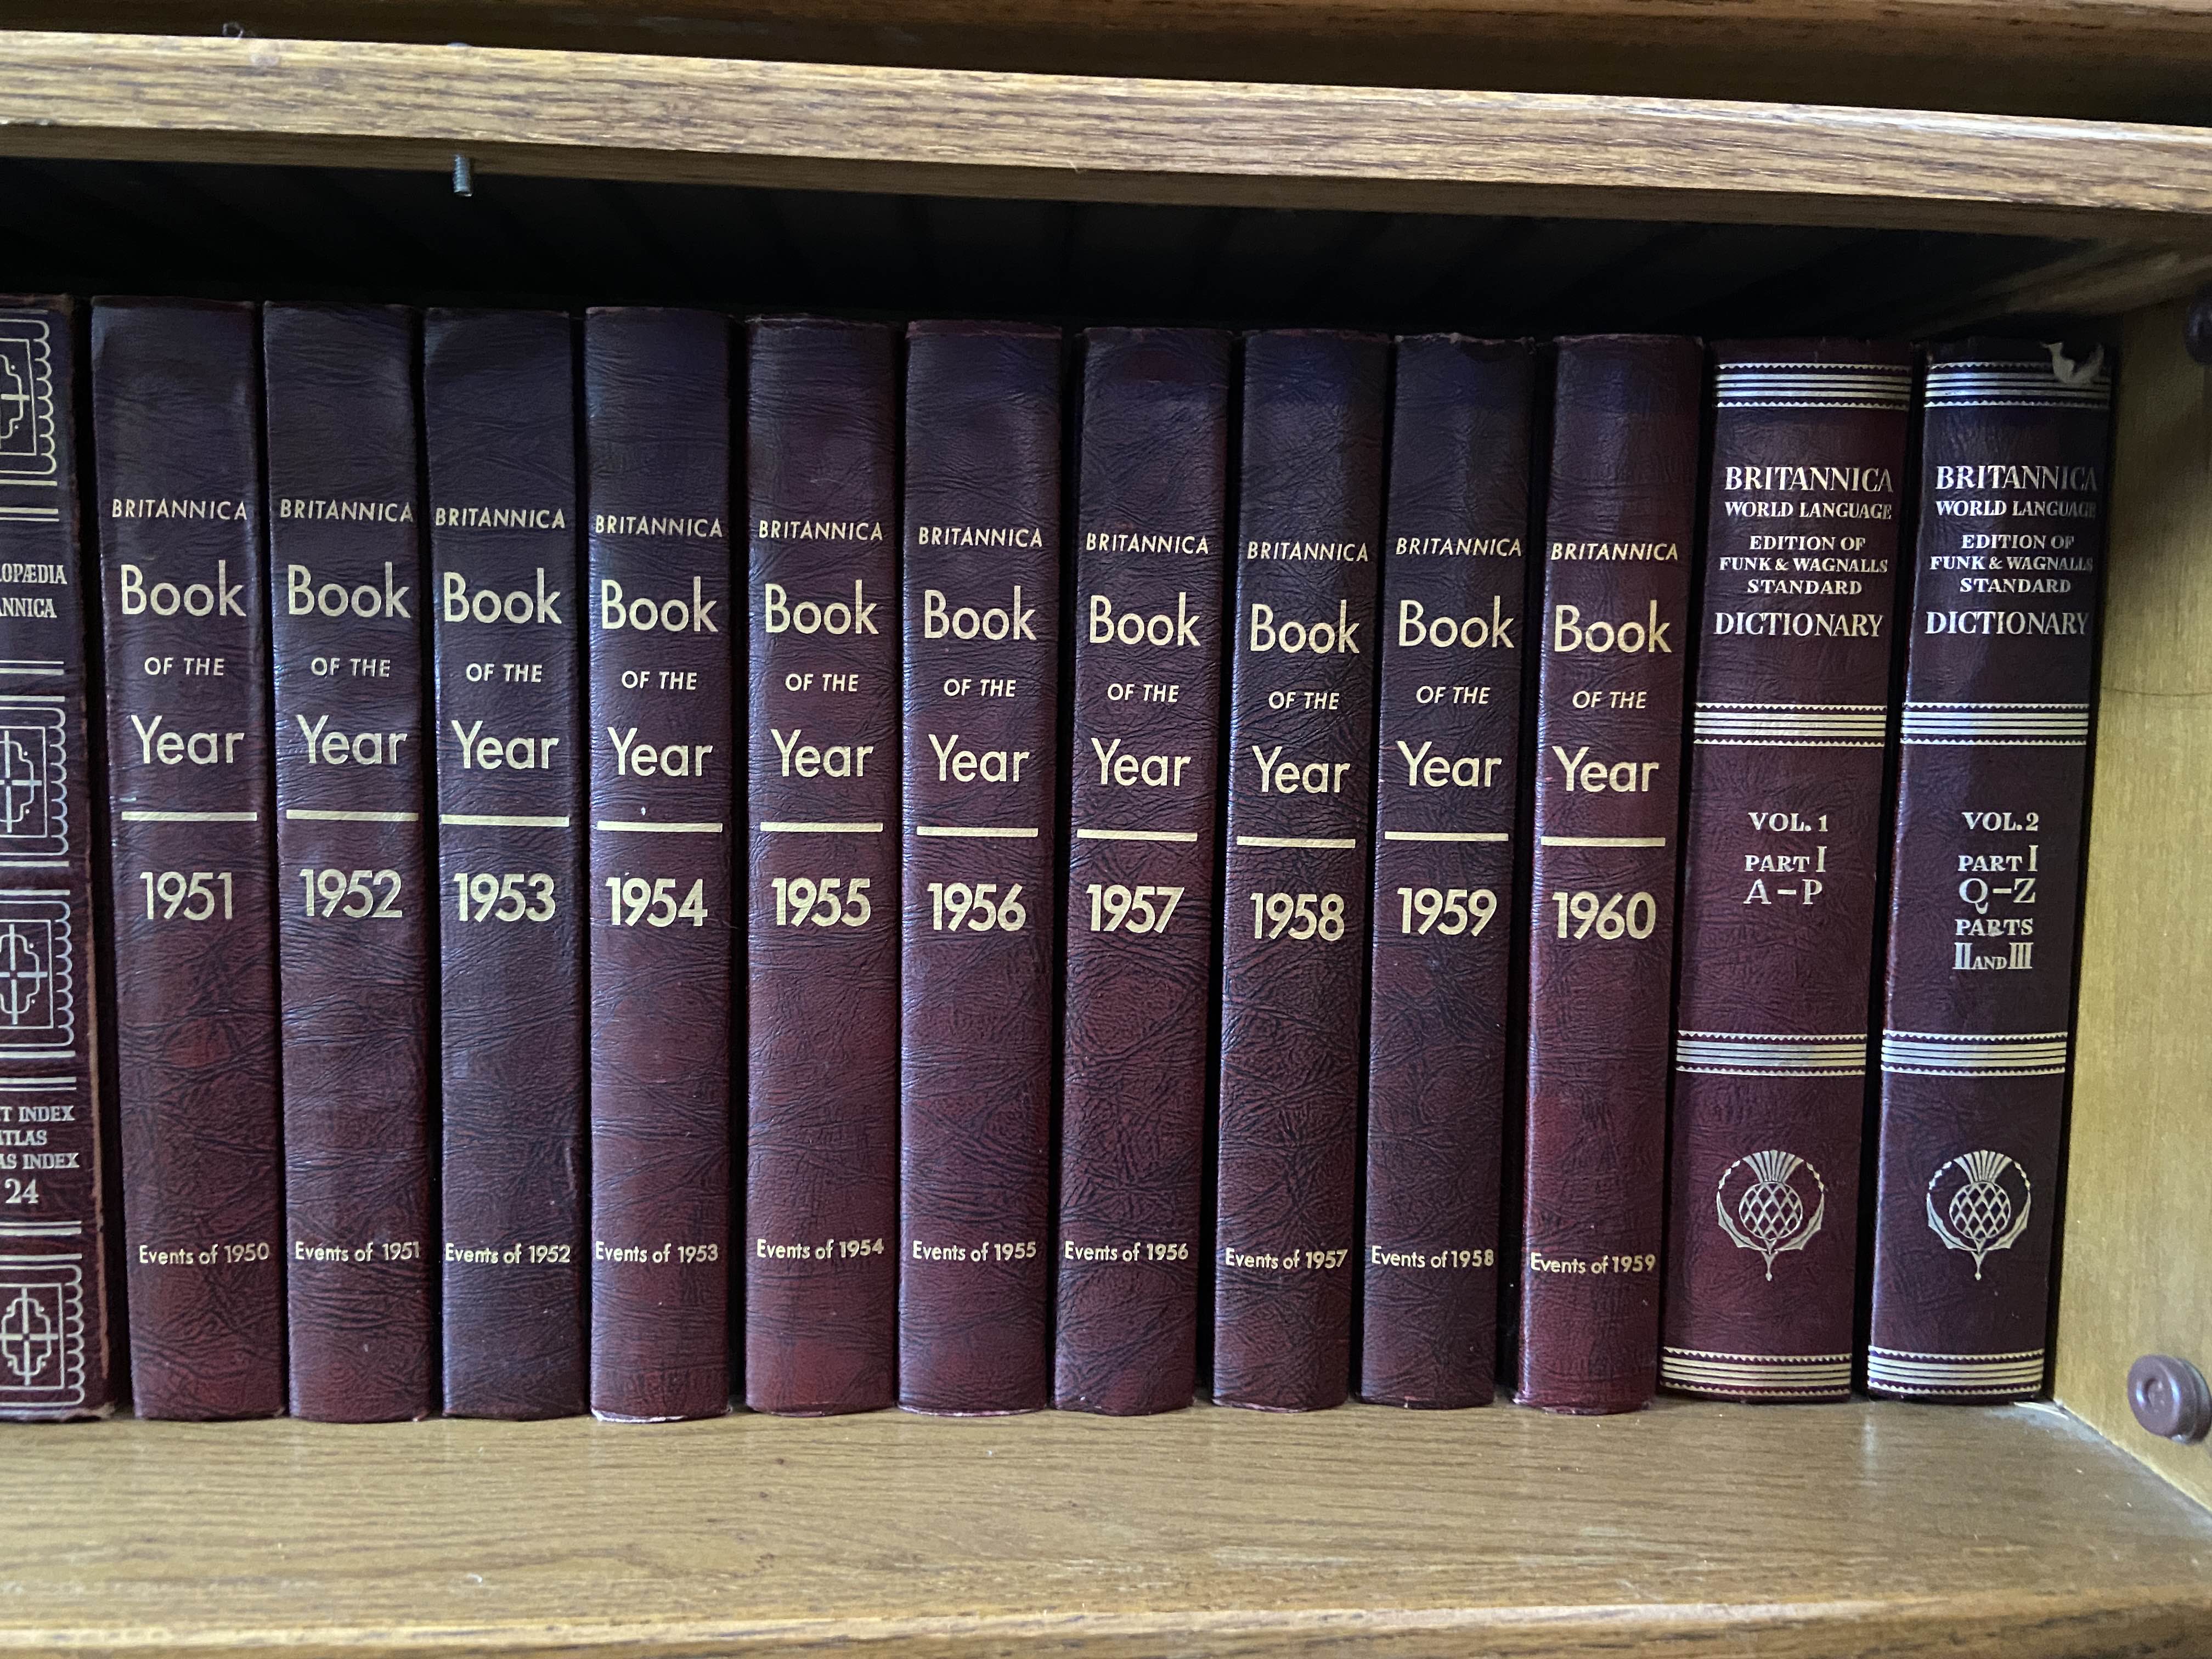 OPÆDIA
ANNICA
T INDEX
ATLAS
AS INDEX
24
BRITANNICA
Book
OF THE
Year
1951
Events of 1950
BRITANNICA
Book
OF THE
Year
1952
Events of 1951
BRITANNICA
Book
OF THE
Year
1953
Events of 1952
BRITANNICA
Book
OF THE
Year
1954
Events of 1953
BRITANNICA
Book
OF THE
Year
1955
Events of 1954
BRITANNICA
Book
OF THE
Year
1956
Events of 1955
BRITANNICA
Book
OF THE
Year
1957
Events of 1956
BRITANNICA
Book
OF THE
Year
1958
Events of 1957
BRITANNICA
Book
OF THE
Year
1959
Events of 1958
BRITANNICA
Book
OF THE
Year
1960
Events of 1959
BRITANNICA
WORLD LANGUAGE
EDITION OF
FUNK & WAGNALLS
STANDARD
DICTIONARY
VOL. 1
PART I
A-P
BRITANNICA
WORLD LANGUAGE
EDITION OF
FUNK & WAGNALLS
STANDARD
DICTIONARY
VOL. 2
PART I
Q-Z
PARTS
II AND III